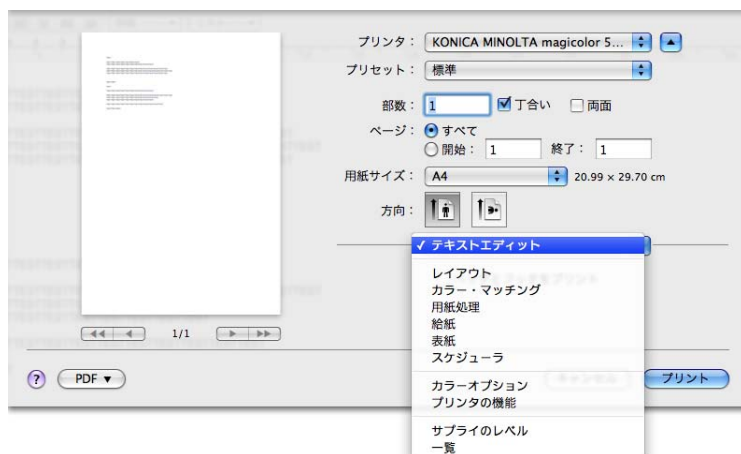 プリンタ： KONICA MINOLTA magicolor 5...
プリセット： 標準
部数： 1 丁合い 両面
ページ： すべて
開始： 1 終了： 1
用紙サイズ： A4 20.99 × 29.70 cm
方向：
テキストエディット
レイアウト
カラー・マッチング
用紙処理
給紙
表紙
スケジューラ
カラーオプション
プリンタの機能
サプライのレベル
一覧
1/1
? PDF ▼ キャンセル プリント